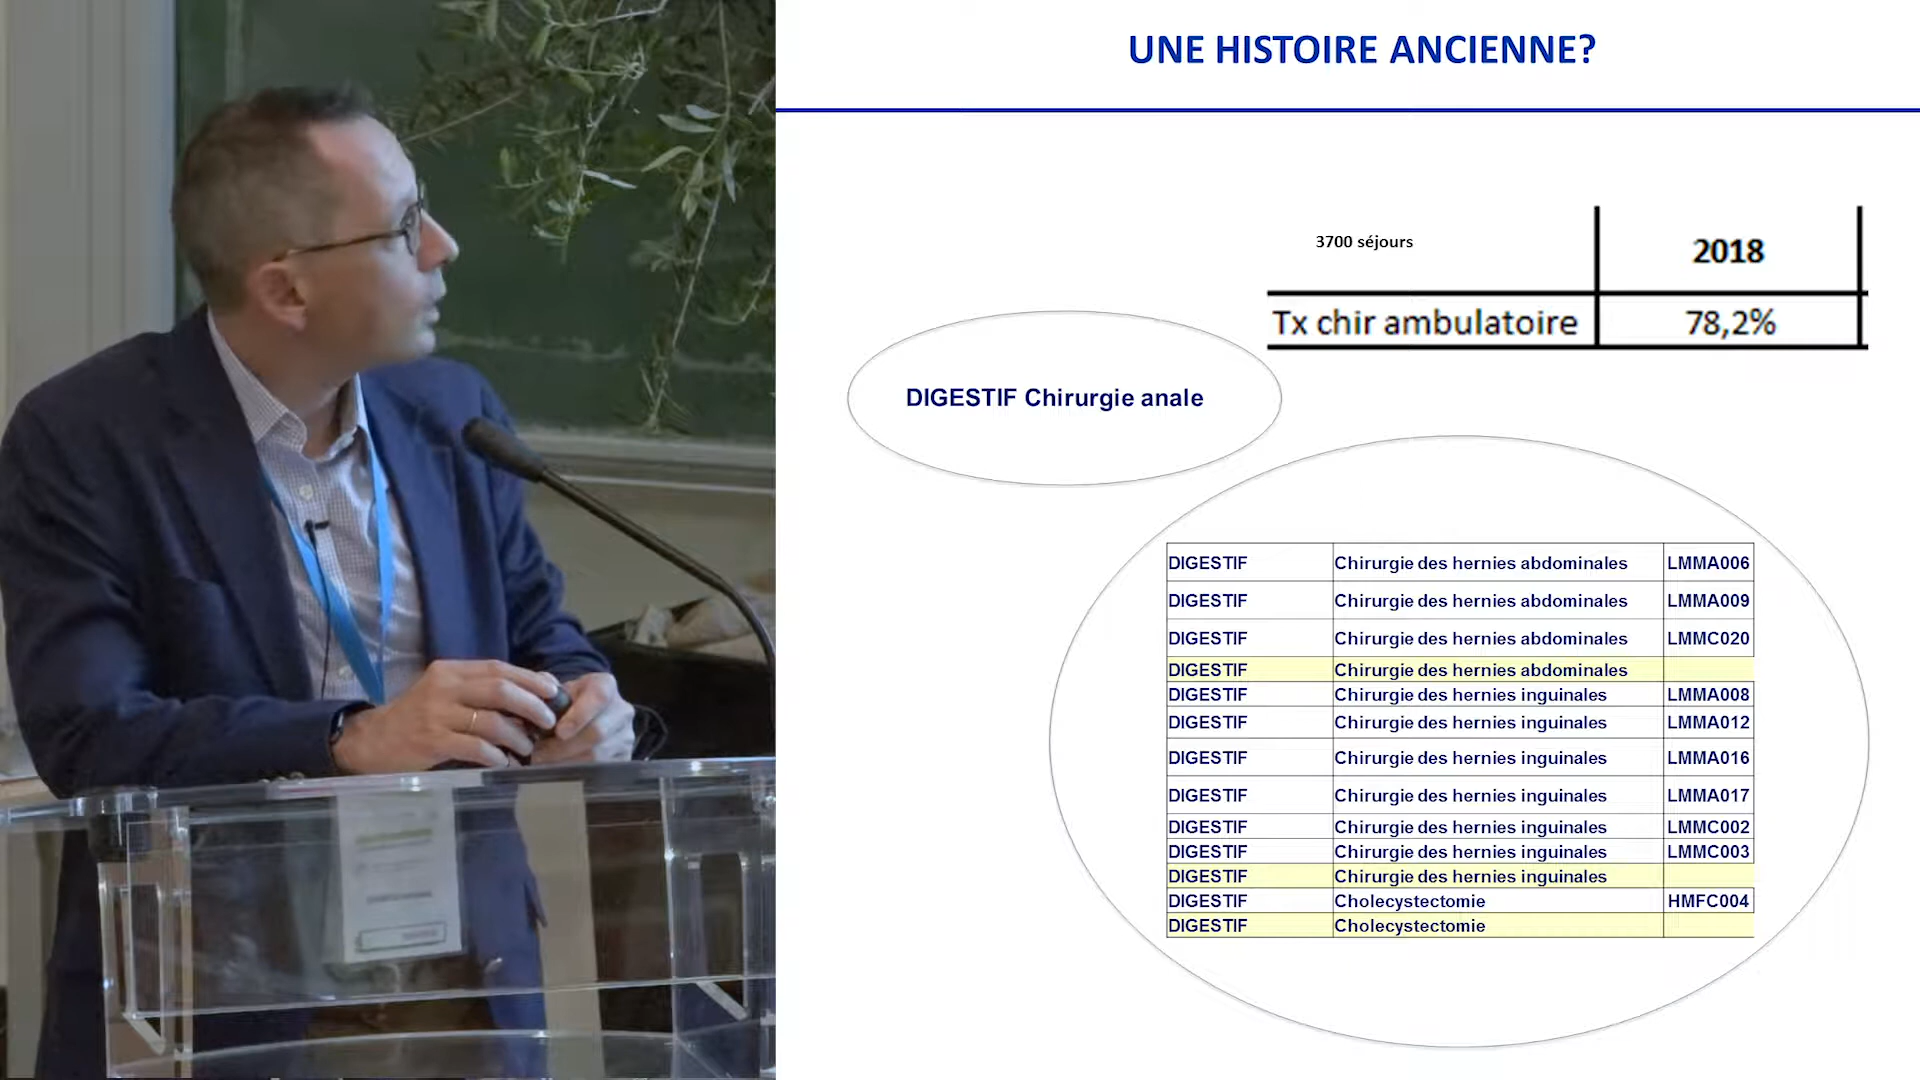 UNE HISTOIRE ANCIENNE?
3700 séjours
2018
Tx chir ambulatoire 78,2%
DIGESTIF Chirurgie anale
DIGESTIF Chirurgie des hernies abdominales LMMA006
DIGESTIF Chirurgie des hernies abdominales LMMA009
DIGESTIF Chirurgie des hernies abdominales LMMC020
DIGESTIF Chirurgie des hernies abdominales
DIGESTIF Chirurgie des hernies inguinales LMMA008
DIGESTIF Chirurgie des hernies inguinales LMMA012
DIGESTIF Chirurgie des hernies inguinales LMMA016
DIGESTIF Chirurgie des hernies inguinales LMMA017
DIGESTIF Chirurgie des hernies inguinales LMMC002
DIGESTIF Chirurgie des hernies inguinales LMMC003
DIGESTIF Chirurgie des hernies inguinales
DIGESTIF Cholecystectomie HMFC004
DIGESTIF Cholecystectomie